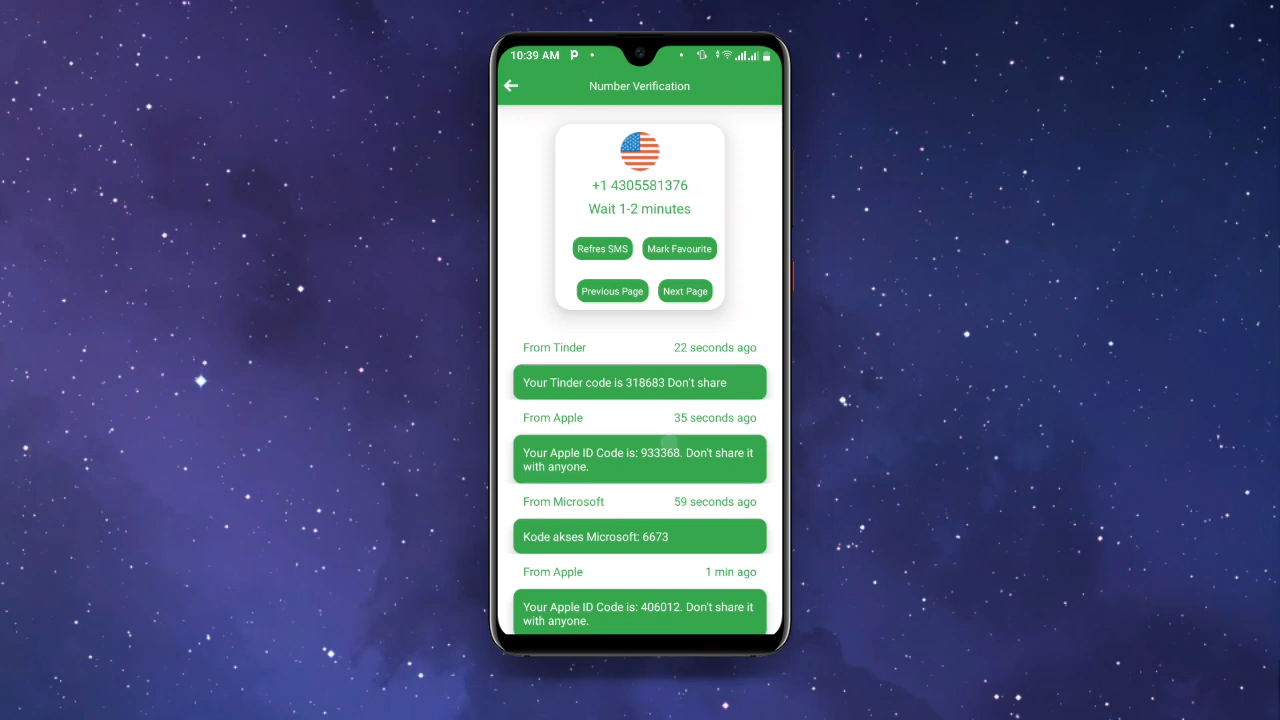 10:39 AM
Number Verification
+1 4305581376
Wait 1-2 minutes
Refres SMS Mark Favourite
Previous Page Next Page
From Tinder 22 seconds ago
Your Tinder code is 318683 Don't share
From Apple 35 seconds ago
Your Apple ID Code is: 933368. Don't share it
with anyone.
From Microsoft 59 seconds ago
Kode akses Microsoft: 6673
From Apple 1 min ago
Your Apple ID Code is: 406012. Don't share it
with anyone.